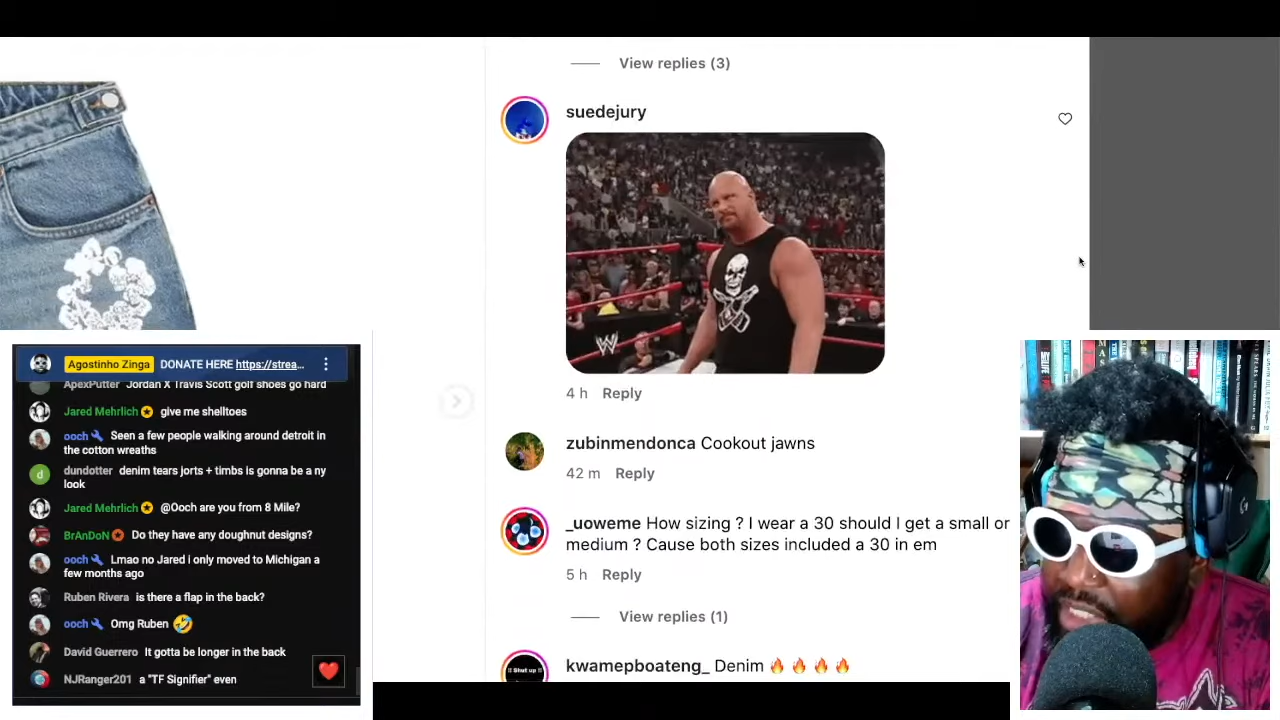 View replies (3)
suedejury
W
4 h Reply
zubinmendonca Cookout jawns
42 m Reply
_uoweme How sizing ? I wear a 30 should I get a small or
medium ? Cause both sizes included a 30 in em
5 h Reply
View replies (1)
!! Shut up !!
kwamepboateng_ Denim 🔥 🔥 🔥 🔥
Agostinho Zinga DONATE HERE https://strea...
ApexPutter Jordan X Travis Scott golf shoes go hard
Jared Mehrlich give me shelltoes
ooch Seen a few people walking around detroit in
the cotton wreaths
d
dundotter denim tears jorts + timbs is gonna be a ny
look
Jared Mehrlich @Ooch are you from 8 Mile?
BrAnDoN Do they have any doughnut designs?
ooch Lmao no Jared i only moved to Michigan a
few months ago
Ruben Rivera is there a flap in the back?
ooch Omg Ruben 🤣
David Guerrero It gotta be longer in the back
NJRanger201 a "TF Signifier" even